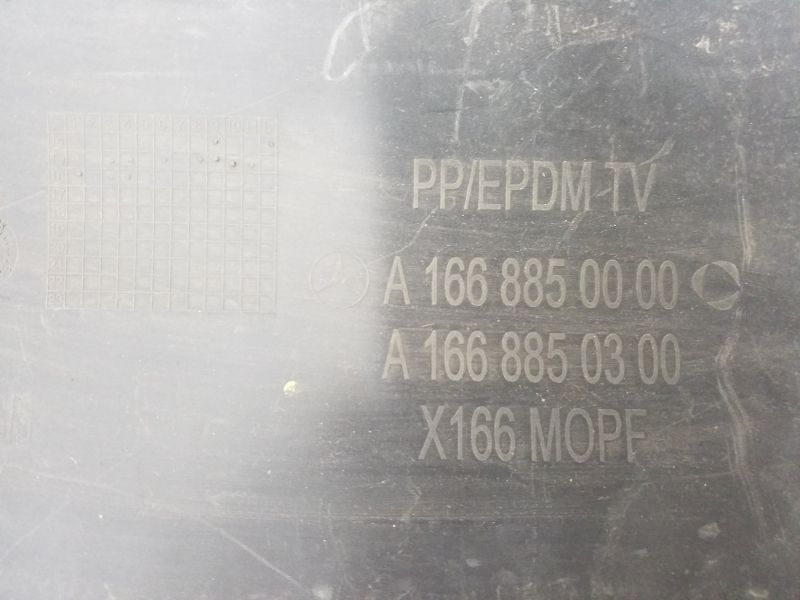 PP/EPDM TV
A 166 885 00 00
A 166 885 03 00
X166 MOPF